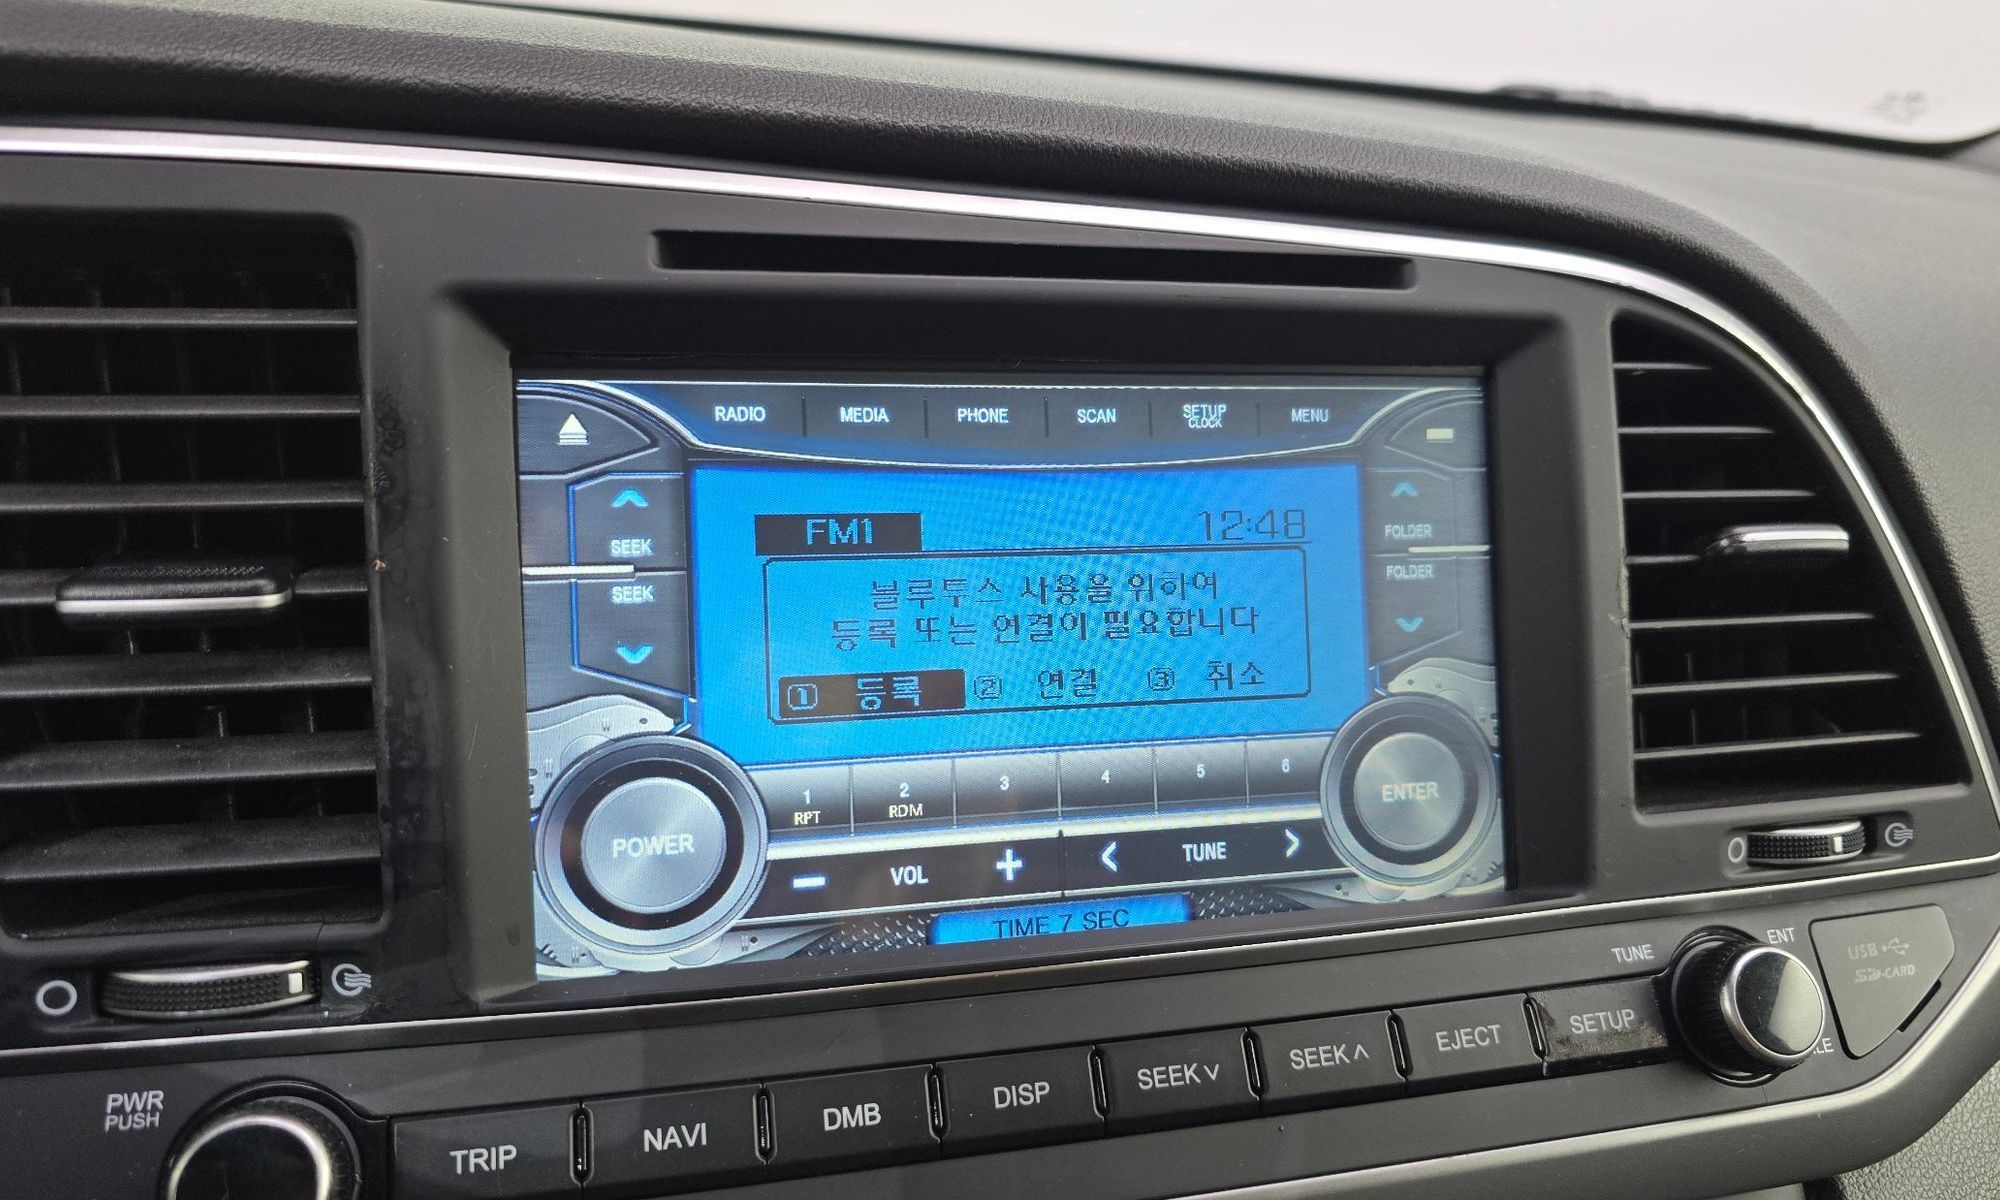 RADIO MEDIA PHONE SCAN SETUP CLOCK MENU
FM1 12:48
SEEK
SEEK
FOLDER
FOLDER
블루투스 사용을 위하여
등록 또는 연결이 필요합니다
① 등록 ② 연결 ③ 취소
1 RPT 2 RDM 3 4 5 6
POWER
ENTER
VOL TUNE
TIME 7 SEC
PWR PUSH
TRIP NAVI DMB DISP SEEK∨ SEEK∧ EJECT SETUP
TUNE
ENT
USB
SD-CARD